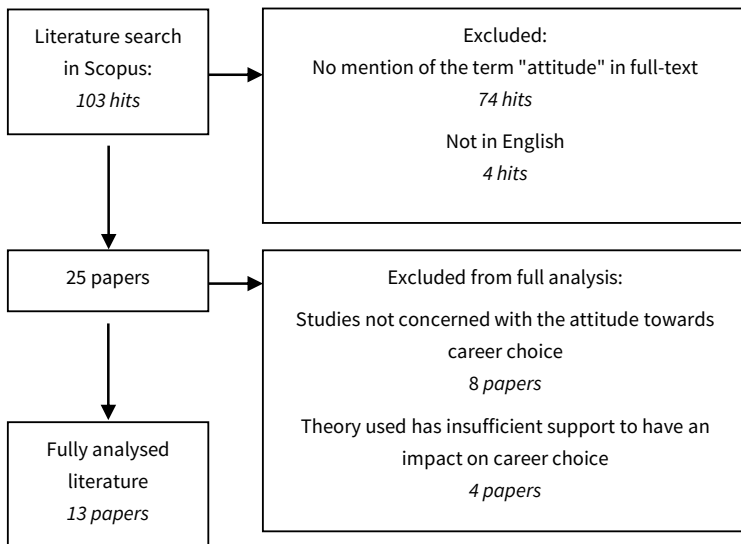 Literature search
in Scopus:
103 hits
Excluded:
No mention of the term "attitude" in full-text
74 hits
Not in English
4 hits
25 papers
Excluded from full analysis:
Studies not concerned with the attitude towards
career choice
8 papers
Theory used has insufficient support to have an
impact on career choice
4 papers
Fully analysed
literature
13 papers